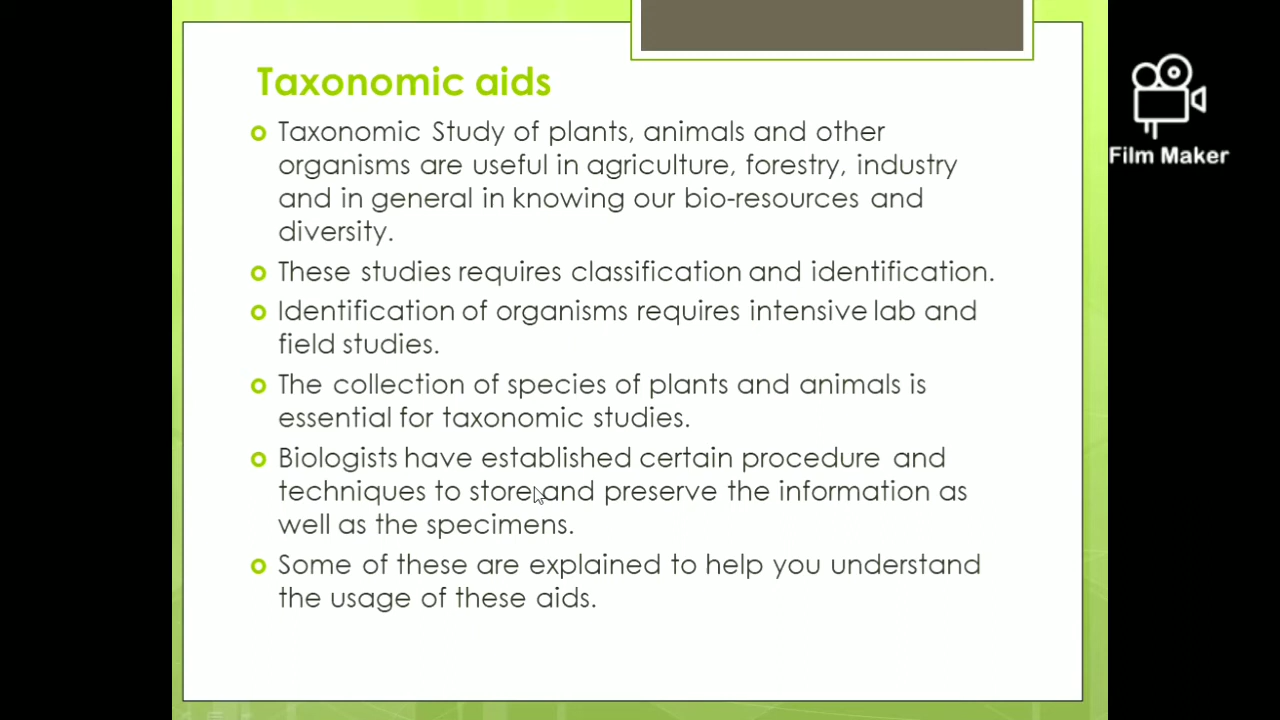 Taxonomic aids
Taxonomic Study of plants, animals and other
organisms are useful in agriculture, forestry, industry
and in general in knowing our bio-resources and
diversity.
These studies requires classification and identification.
Identification of organisms requires intensive lab and
field studies.
The collection of species of plants and animals is
essential for taxonomic studies.
Biologists have established certain procedure and
techniques to store and preserve the information as
well as the specimens.
Some of these are explained to help you understand
the usage of these aids.
Film Maker